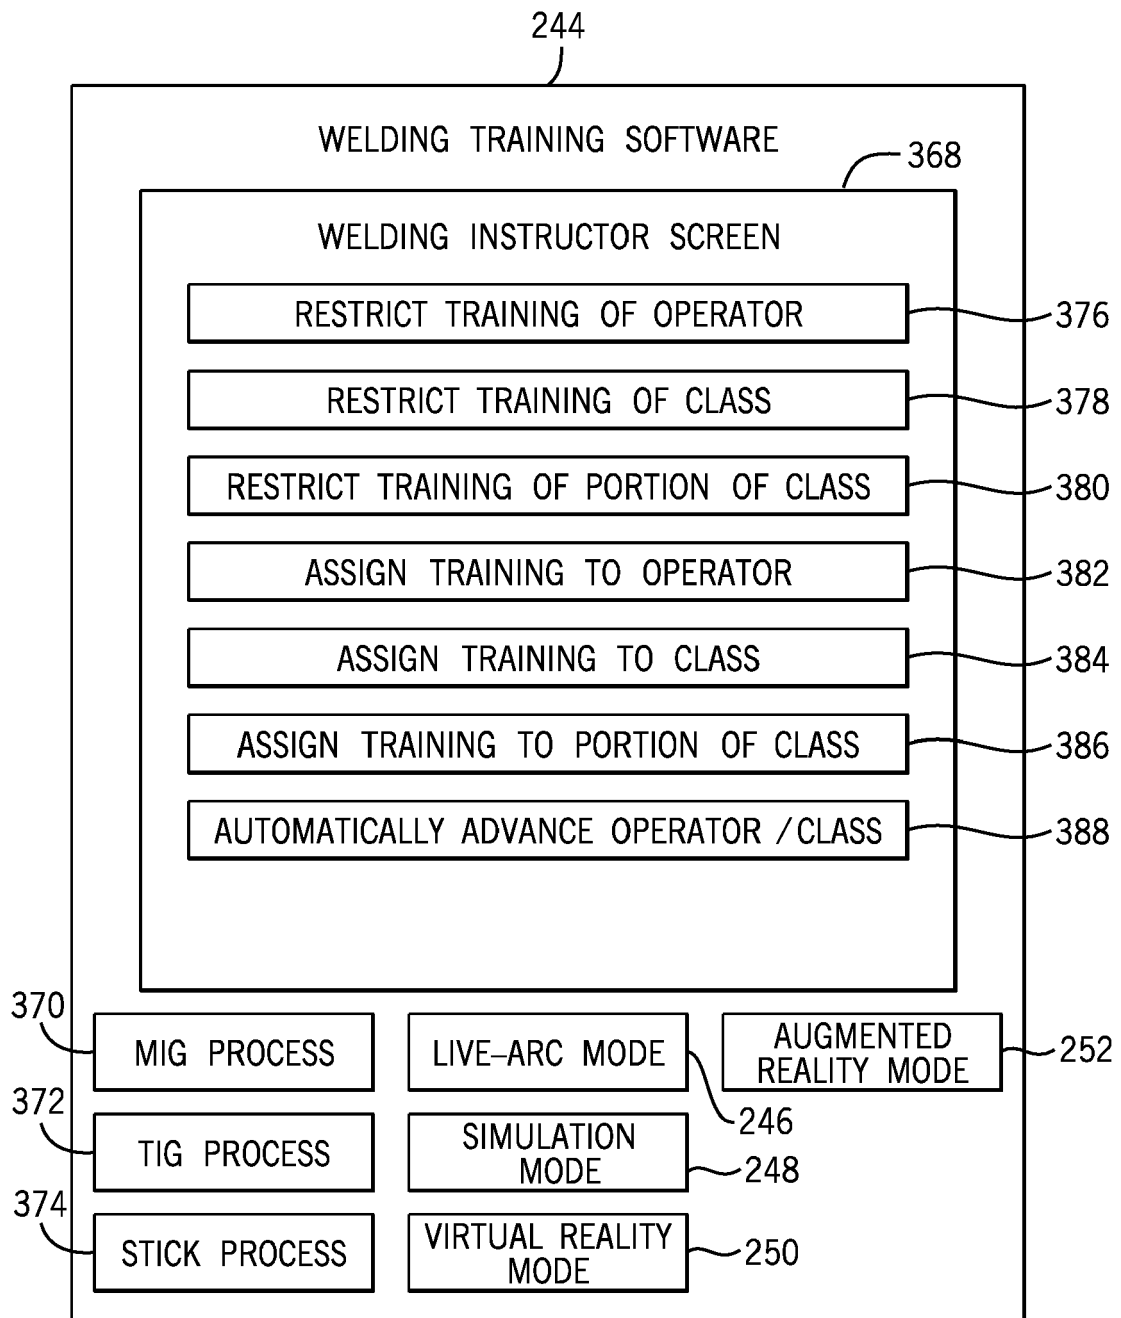 244
WELDING TRAINING SOFTWARE
368
WELDING INSTRUCTOR SCREEN
RESTRICT TRAINING OF OPERATOR
376
RESTRICT TRAINING OF CLASS
378
RESTRICT TRAINING OF PORTION OF CLASS
380
ASSIGN TRAINING TO OPERATOR
382
ASSIGN TRAINING TO CLASS
384
ASSIGN TRAINING TO PORTION OF CLASS
386
AUTOMATICALLY ADVANCE OPERATOR / CLASS
388
370
MIG PROCESS
LIVE–ARC MODE
AUGMENTED
REALITY MODE
252
372
246
TIG PROCESS
SIMULATION
MODE
248
374
STICK PROCESS
VIRTUAL REALITY
MODE
250